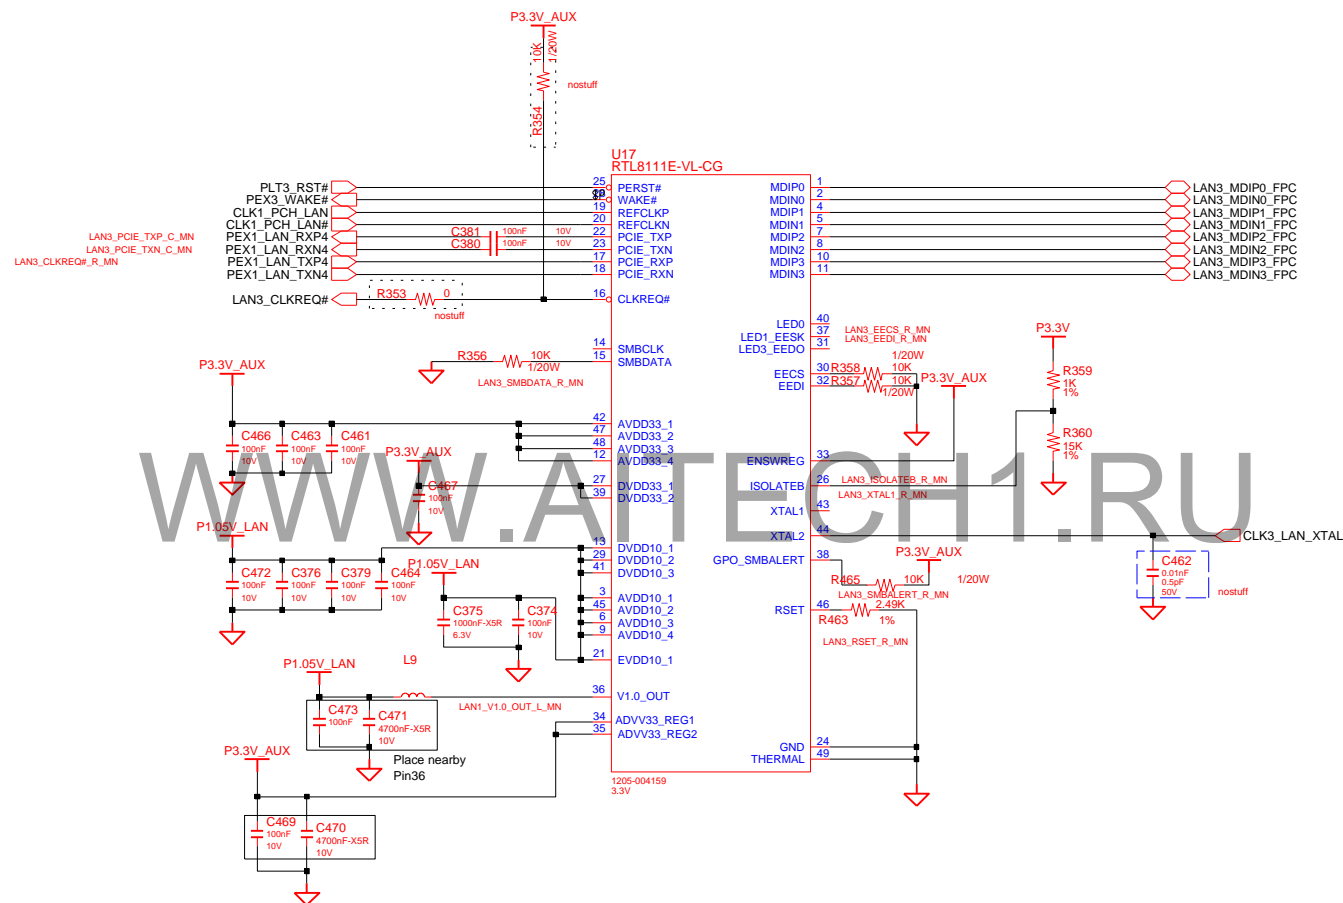 P3.3V_AUX
10K
1/20W
nostuff
R354
U17
RTL8111E-VL-CG
PLT3_RST# 25 PERST# MDIP0 1 LAN3_MDIP0_FPC
PEX3_WAKE# WAKE# MDIN0 2 LAN3_MDIN0_FPC
CLK1_PCH_LAN 19 REFCLKP MDIP1 4 LAN3_MDIP1_FPC
CLK1_PCH_LAN# 20 REFCLKN MDIN1 5 LAN3_MDIN1_FPC
LAN3_PCIE_TXP_C_MN PEX1_LAN_RXP4 C381 100nF 10V 22 PCIE_TXP MDIP2 7 LAN3_MDIP2_FPC
LAN3_PCIE_TXN_C_MN PEX1_LAN_RXN4 C380 100nF 10V 23 PCIE_TXN MDIN2 8 LAN3_MDIN2_FPC
LAN3_CLKREQ#_R_MN PEX1_LAN_TXP4 17 PCIE_RXP MDIP3 10 LAN3_MDIP3_FPC
PEX1_LAN_TXN4 18 PCIE_RXN MDIN3 11 LAN3_MDIN3_FPC
LAN3_CLKREQ# R353 0 16 CLKREQ#
nostuff
LED0 40
LED1_EESK 37 LAN3_EECS_R_MN
LED3_EEDO 31 LAN3_EEDI_R_MN
P3.3V
14 SMBCLK
R356 10K 15 SMBDATA
1/20W
LAN3_SMBDATA_R_MN
1/20W
EECS 30 R358 10K
EEDI 32 R357 10K
1/20W
P3.3V_AUX
R359
1K
1%
R360
15K
1%
P3.3V_AUX
C466 100nF 10V
C463 100nF 10V
C461 100nF 10V
42 AVDD33_1
47 AVDD33_2
48 AVDD33_3
12 AVDD33_4
P3.3V_AUX
C467
100nF
10V
27 DVDD33_1
39 DVDD33_2
33 ENSWREG
26 ISOLATEB LAN3_ISOLATEB_R_MN
LAN3_XTAL1_R_MN
XTAL1 43
XTAL2 44 CLK3_LAN_XTAL
WWW.AITECH1.RU
P1.05V_LAN
C472 100nF 10V
C376 100nF 10V
C379 100nF 10V
C464 100nF 10V
13 DVDD10_1
29 DVDD10_2
41 DVDD10_3
GPO_SMBALERT 38
P3.3V_AUX
R465 10K 1/20W
LAN3_SMBALERT_R_MN
C462
0.01nF
0.5pF
50V
nostuff
P1.05V_LAN
C375
1000nF-X5R
6.3V
C374
100nF
10V
3 AVDD10_1
45 AVDD10_2
6 AVDD10_3
9 AVDD10_4
21 EVDD10_1
RSET 46 2.49K
R463 1%
LAN3_RSET_R_MN
P1.05V_LAN
L9
36 V1.0_OUT
LAN1_V1.0_OUT_L_MN
C473
100nF
C471
4700nF-X5R
10V
Place nearby
Pin36
34 ADVV33_REG1
35 ADVV33_REG2
GND 24
THERMAL 49
P3.3V_AUX
C469
100nF
10V
C470
4700nF-X5R
10V
1205-004159
3.3V